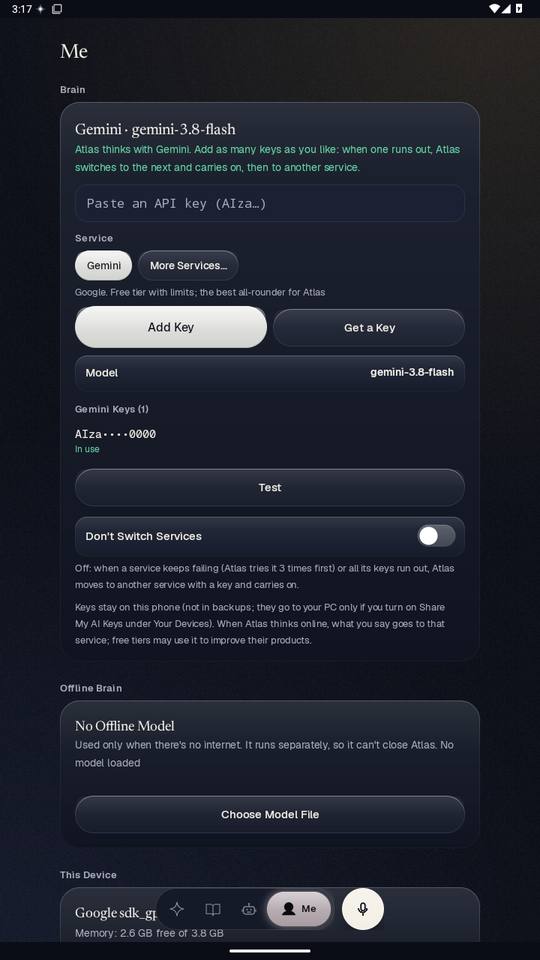 3:17
Me
Brain
Gemini · gemini-3.8-flash
Atlas thinks with Gemini. Add as many keys as you like: when one runs out, Atlas
switches to the next and carries on, then to another service.
Paste an API key (AIza…)
Service
Gemini
More Services…
Google. Free tier with limits; the best all-rounder for Atlas
Add Key
Get a Key
Model
gemini-3.8-flash
Gemini Keys (1)
AIza••••0000
In use
Test
Don't Switch Services
Off: when a service keeps failing (Atlas tries it 3 times first) or all its keys run out, Atlas
moves to another service with a key and carries on.
Keys stay on this phone (not in backups; they go to your PC only if you turn on Share
My AI Keys under Your Devices). When Atlas thinks online, what you say goes to that
service; free tiers may use it to improve their products.
Offline Brain
No Offline Model
Used only when there's no internet. It runs separately, so it can't close Atlas. No
model loaded
Choose Model File
This Device
Google
Me
Memory: 2.6 GB free of 3.8 GB